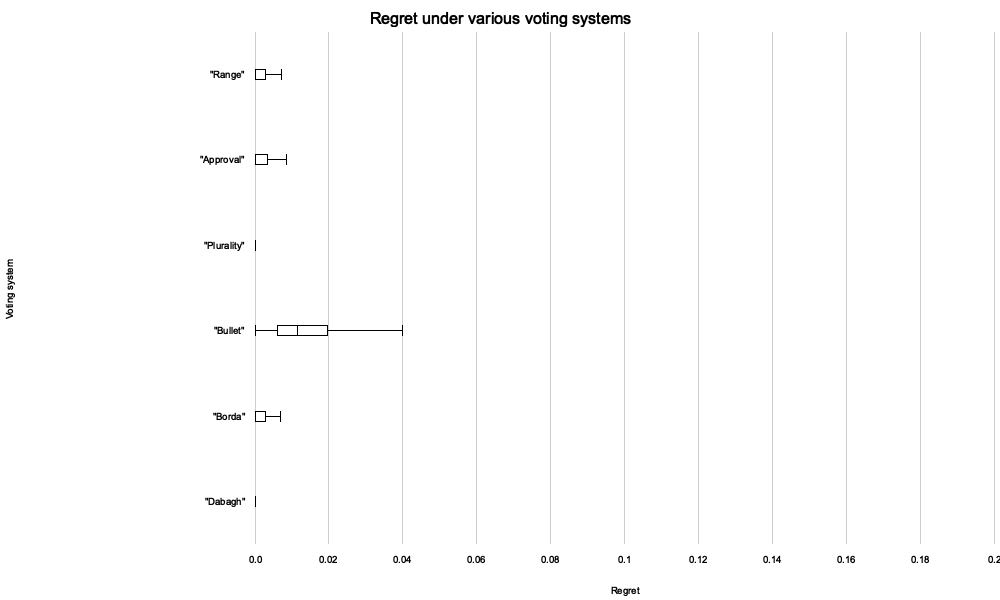 Regret under various voting systems
"Range"
"Approval"
"Plurality"
"Bullet"
"Borda"
"Dabagh"
Voting system
0.0 0.02 0.04 0.06 0.08 0.1 0.12 0.14 0.16 0.18 0.2
Regret